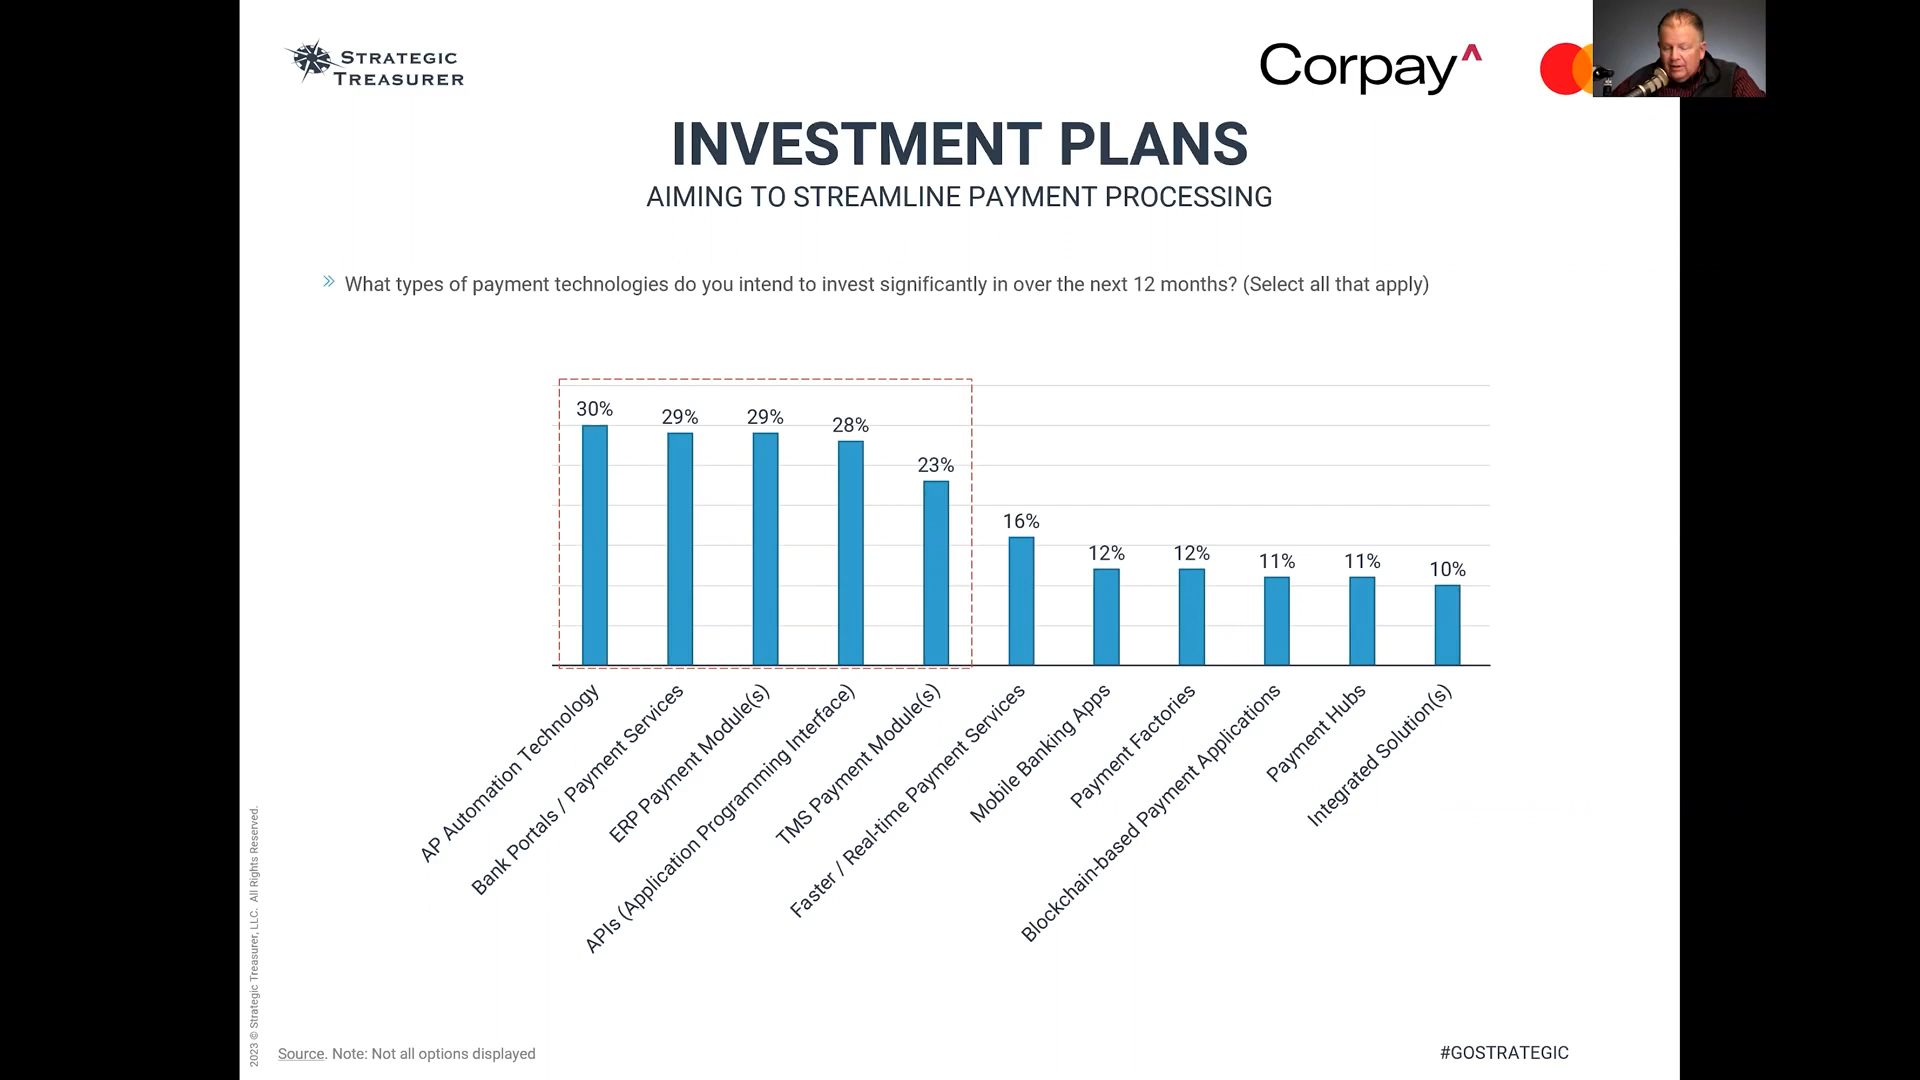 STRATEGIC
TREASURER
Corpay^
INVESTMENT PLANS
AIMING TO STREAMLINE PAYMENT PROCESSING
» What types of payment technologies do you intend to invest significantly in over the next 12 months? (Select all that apply)
30%
29%
29%
28%
23%
16%
12%
12%
11%
11%
10%
AP Automation Technology
Bank Portals / Payment Services
ERP Payment Module(s)
APIs (Application Programming Interface)
TMS Payment Module(s)
Faster / Real-time Payment Services
Mobile Banking Apps
Payment Factories
Blockchain-based Payment Applications
Payment Hubs
Integrated Solution(s)
2023 © Strategic Treasurer, LLC. All Rights Reserved.
Source. Note: Not all options displayed
#GOSTRATEGIC